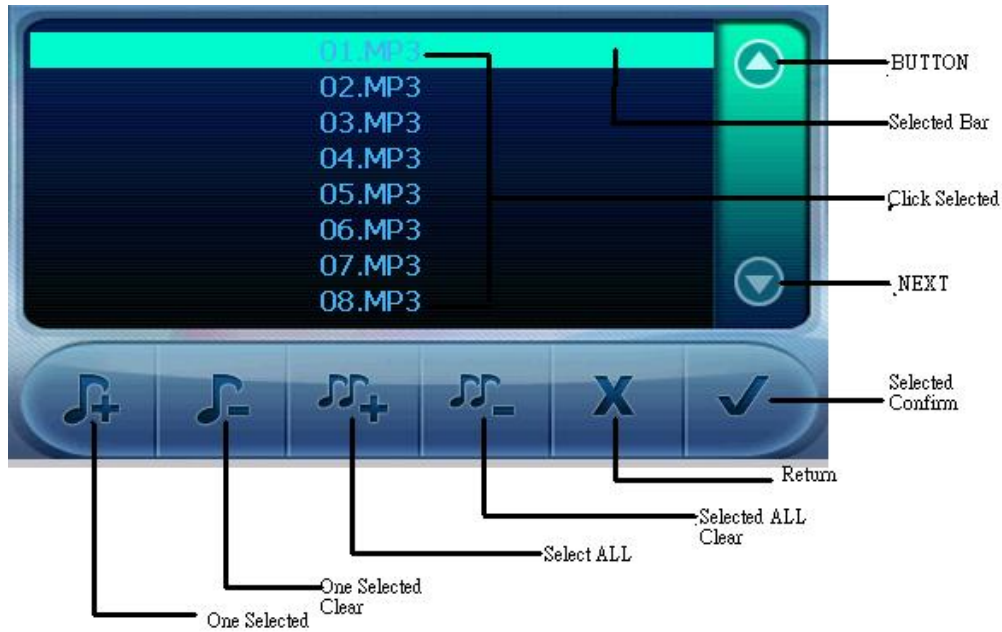 01.MP3
02.MP3
03.MP3
04.MP3
05.MP3
06.MP3
07.MP3
08.MP3
BUTTON
Selected Bar
Click Selected
NEXT
Selected
Confirm
Return
Selected ALL
Clear
Select ALL
One Selected
Clear
One Selected